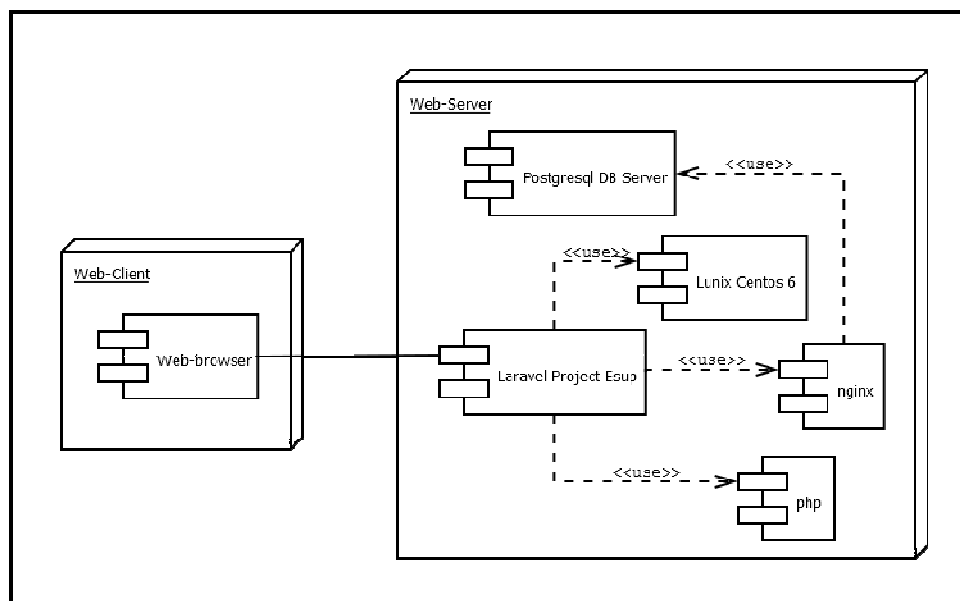 Web-Server
<<use>>
Postgresql DB Server
<<use>>
Web-Client
Lunix Centos 6
Web-browser
<<use>>
Laravel Project Esup
nginx
<<use>>
php